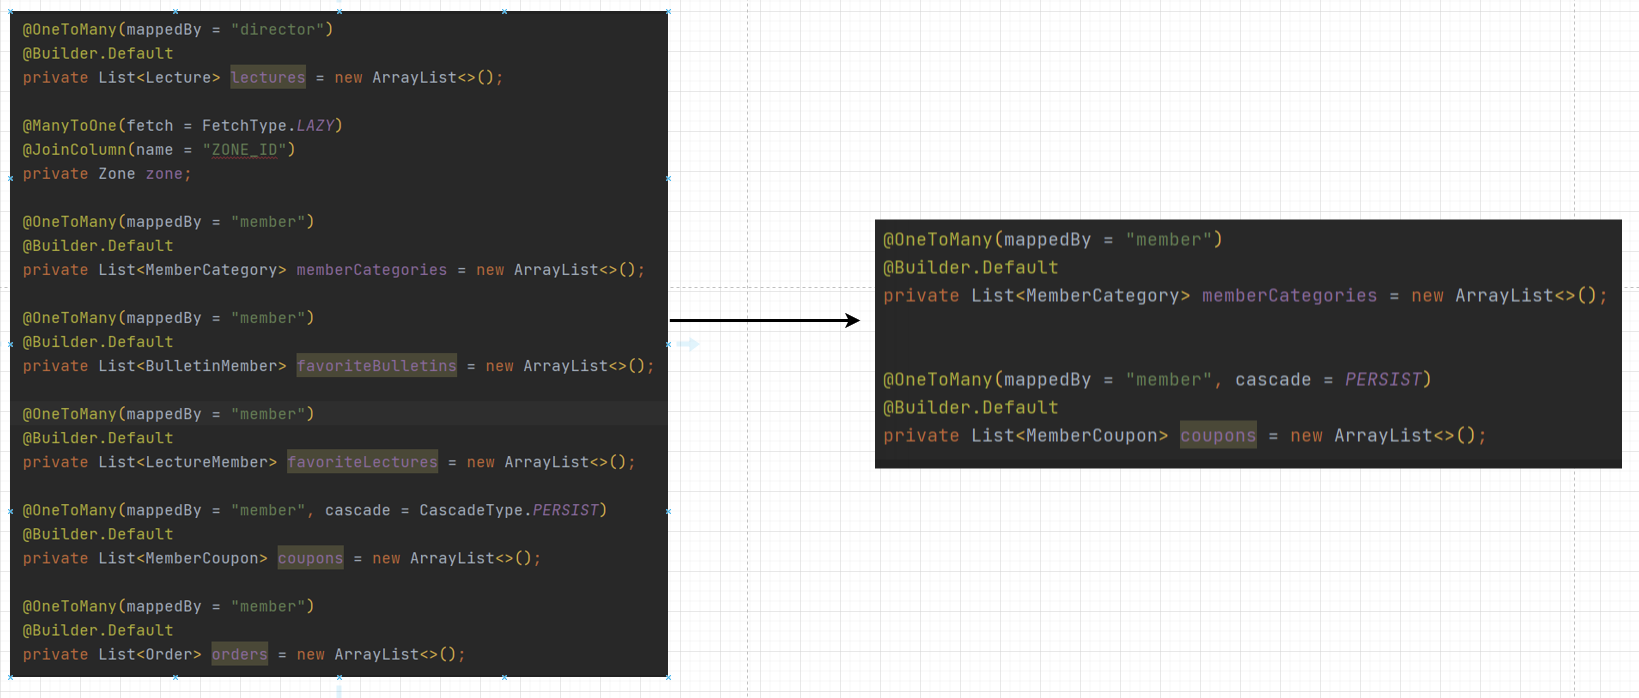 @OneToMany(mappedBy = "director")
@Builder.Default
private List<Lecture> lectures = new ArrayList<>();
@ManyToOne(fetch = FetchType.LAZY)
@JoinColumn(name = "ZONE_ID")
private Zone zone;
@OneToMany(mappedBy = "member")
@Builder.Default
private List<MemberCategory> memberCategories = new ArrayList<>();
@OneToMany(mappedBy = "member")
@Builder.Default
private List<BulletinMember> favoriteBulletins = new ArrayList<>();
@OneToMany(mappedBy = "member")
@Builder.Default
private List<LectureMember> favoriteLectures = new ArrayList<>();
@OneToMany(mappedBy = "member", cascade = CascadeType.PERSIST)
@Builder.Default
private List<MemberCoupon> coupons = new ArrayList<>();
@OneToMany(mappedBy = "member")
@Builder.Default
private List<Order> orders = new ArrayList<>();
@OneToMany(mappedBy = "member")
@Builder.Default
private List<MemberCategory> memberCategories = new ArrayList<>();
@OneToMany(mappedBy = "member", cascade = PERSIST)
@Builder.Default
private List<MemberCoupon> coupons = new ArrayList<>();